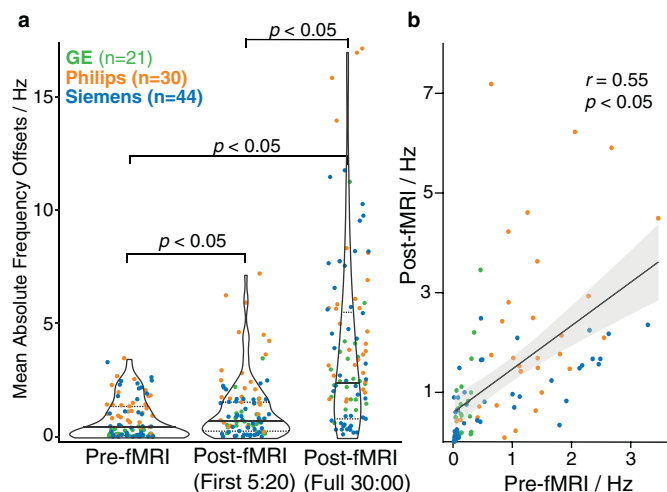 a
b
p < 0.05
GE (n=21)
Philips (n=30)
Siemens (n=44)
r = 0.55
p < 0.05
p < 0.05
p < 0.05
Mean Absolute Frequency Offsets / Hz
15
10
5
0
Pre-fMRI
Post-fMRI
(First 5:20)
Post-fMRI
(Full 30:00)
Post-fMRI / Hz
7
5
3
1
0
1
2
3
Pre-fMRI / Hz